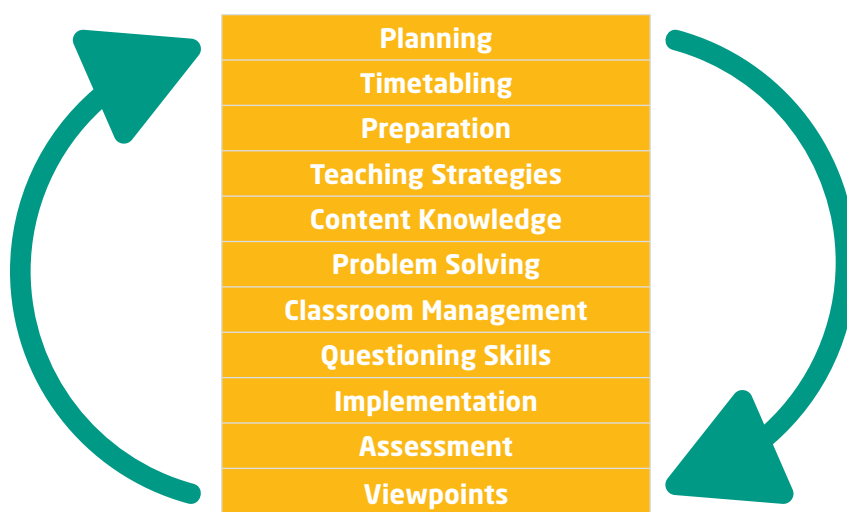 Planning
Timetabling
Preparation
Teaching Strategies
Content Knowledge
Problem Solving
Classroom Management
Questioning Skills
Implementation
Assessment
Viewpoints